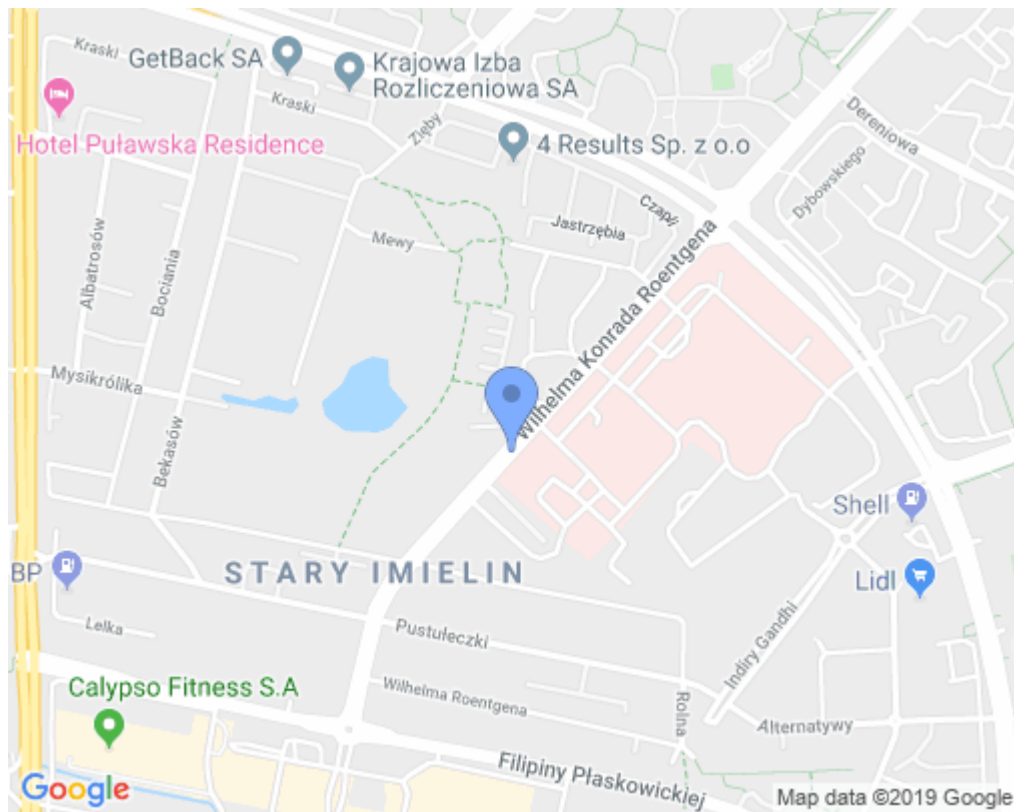 Kraski
GetBack SA
Krajowa Izba
Rozliczeniowa SA
Kraski
Zięby
Hotel Puławska Residence
4 Results Sp. z o.o
Dereniowa
Dybowskiego
Czapli
Jastrzębia
Mewy
Albatrosów
Bociania
Wilhelma Konrada Roentgena
Mysikrólika
Bekasów
Shell
STARY IMIELIN
BP
Lidl
Lelka
Pustułeczki
Indiry Gandhi
Calypso Fitness S.A
Wilhelma Roentgena
Rolna
Alternatywy
Filipiny Płaskowickiej
Google
Map data ©2019 Google